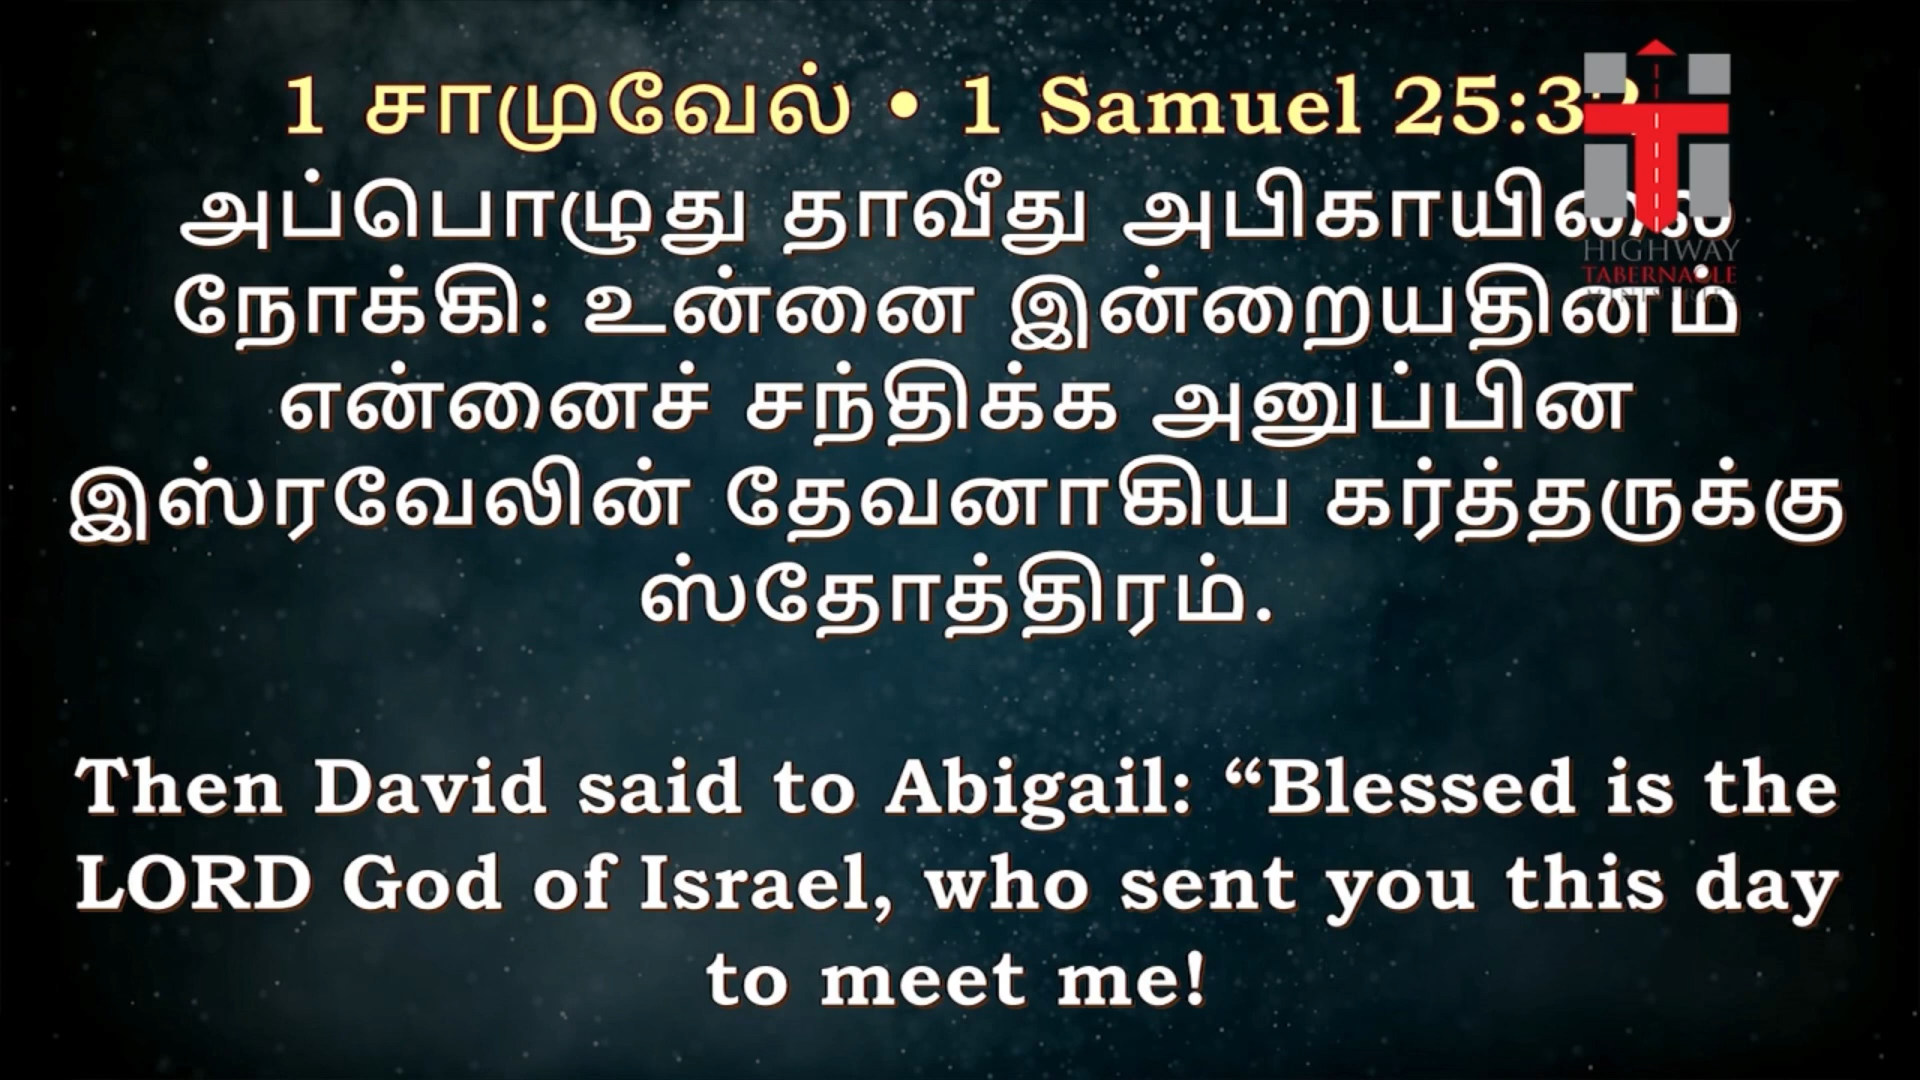 1 சாமுவேல் • 1 Samuel 25:32
அப்பொழுது தாவீது அபிகாயிலை
நோக்கி: உன்னை இன்றையதினம்
என்னைச் சந்திக்க அனுப்பின
இஸ்ரவேலின் தேவனாகிய கர்த்தருக்கு
ஸ்தோத்திரம்.
Then David said to Abigail: “Blessed is the
LORD God of Israel, who sent you this day
to meet me!
HIGHWAY
TABERNACLE